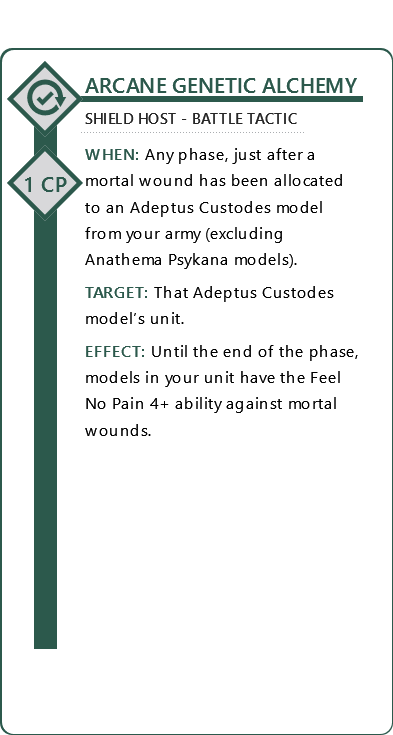 ARCANE GENETIC ALCHEMY
SHIELD HOST - BATTLE TACTIC
1 CP
WHEN: Any phase, just after a
mortal wound has been allocated
to an Adeptus Custodes model
from your army (excluding
Anathema Psykana models).
TARGET: That Adeptus Custodes
model’s unit.
EFFECT: Until the end of the phase,
models in your unit have the Feel
No Pain 4+ ability against mortal
wounds.